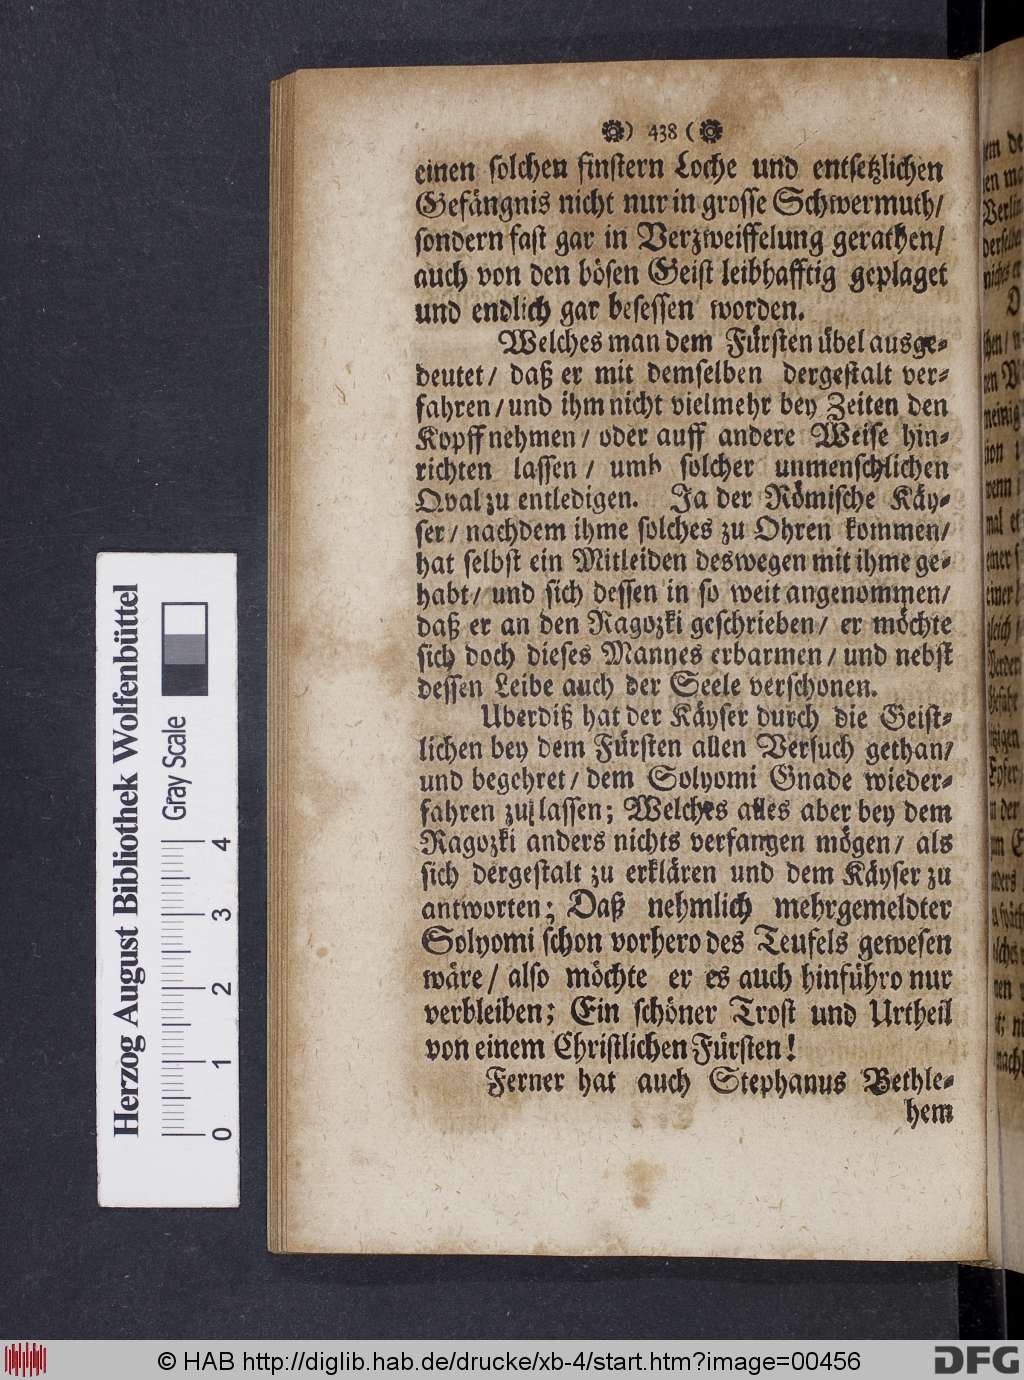 ) 438 (
einen solchen finstern Loche und entsetzlichen
Gefängnis nicht nur in grosse Schwermuth/
sondern fast gar in Verzweiffelung gerathen/
auch von den bösen Geist leibhafftig geplaget
und endlich gar besessen worden.
Welches man dem Fürsten übel ausge-
deutet/ daß er mit demselben dergestalt ver-
fahren/ und ihm nicht vielmehr bey Zeiten den
Kopff nehmen/ oder auff andere Weise hin-
richten lassen/ umb solcher unmenschlichen
Qval zu entledigen. Ja der Römische Käy-
ser/ nachdem ihme solches zu Ohren kommen/
hat selbst ein Mitleiden deswegen mit ihme ge-
habt/ und sich dessen in so weit angenommen/
daß er an den Ragozki geschrieben/ er möchte
sich doch dieses Mannes erbarmen/ und nebst
dessen Leibe auch der Seele verschonen.
Uberdiß hat der Käyser durch die Geist-
lichen bey dem Fürsten allen Versuch gethan/
und begehret/ dem Solyomi Gnade wieder-
fahren zu lassen; Welches alles aber bey dem
Ragozki anders nichts verfangen mögen/ als
sich dergestalt zu erklären und dem Käyser zu
antworten; Daß nehmlich mehrgemeldter
Solyomi schon vorhero des Teufels gewesen
wäre/ also möchte er es auch hinführo nur
verbleiben; Ein schöner Trost und Urtheil
von einem Christlichen Fürsten!
Ferner hat auch Stephanus Bethle-
hem
Herzog August Bibliothek Wolfenbüttel
Gray Scale
0 1 2 3 4
© HAB http://diglib.hab.de/drucke/xb-4/start.htm?image=00456
DFG